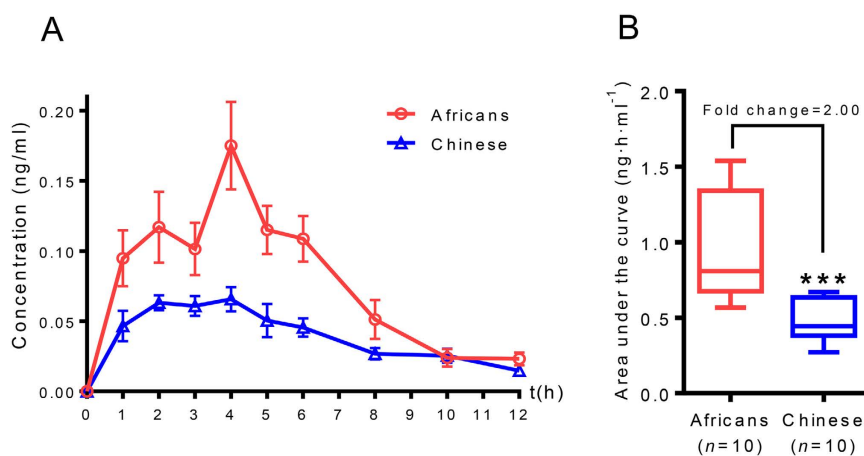 A
Concentration (ng/ml)
0.20
0.15
0.10
0.05
0.00
0 1 2 3 4 5 6 7 8 9 10 11 12
t(h)
Africans
Chinese
B
Area under the curve (ng·h·ml⁻¹)
2.0
1.5
1.0
0.5
0.0
Fold change=2.00
***
Africans Chinese
(n=10) (n=10)